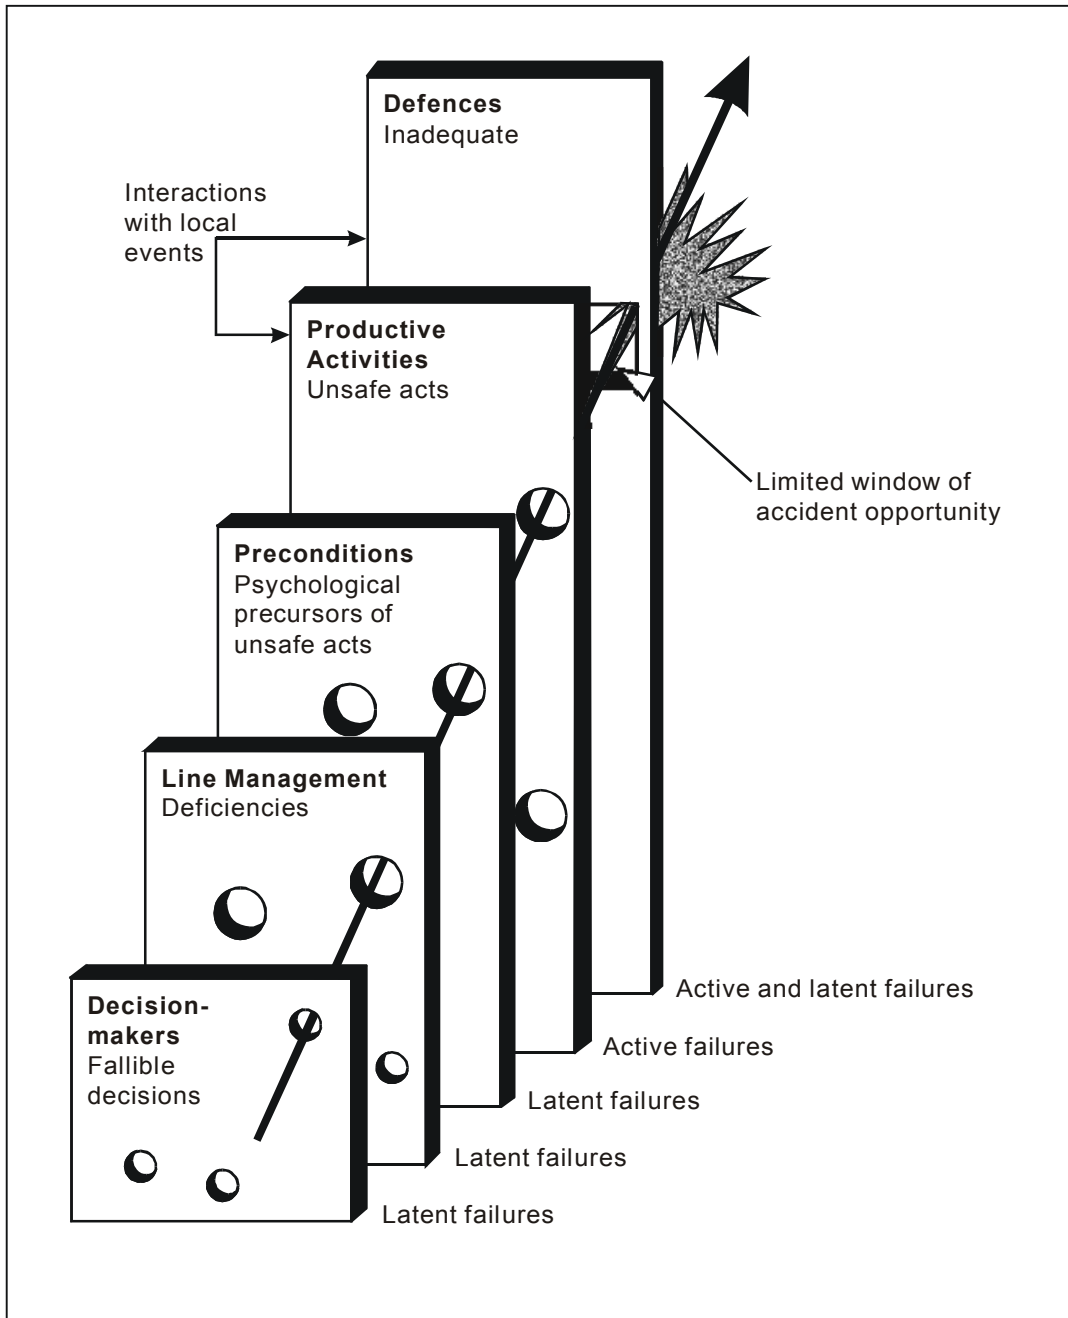 Defences
Inadequate
Interactions
with local
events
Productive
Activities
Unsafe acts
Limited window of
accident opportunity
Preconditions
Psychological
precursors of
unsafe acts
Line Management
Deficiencies
Decision-
makers
Fallible
decisions
Active and latent failures
Active failures
Latent failures
Latent failures
Latent failures